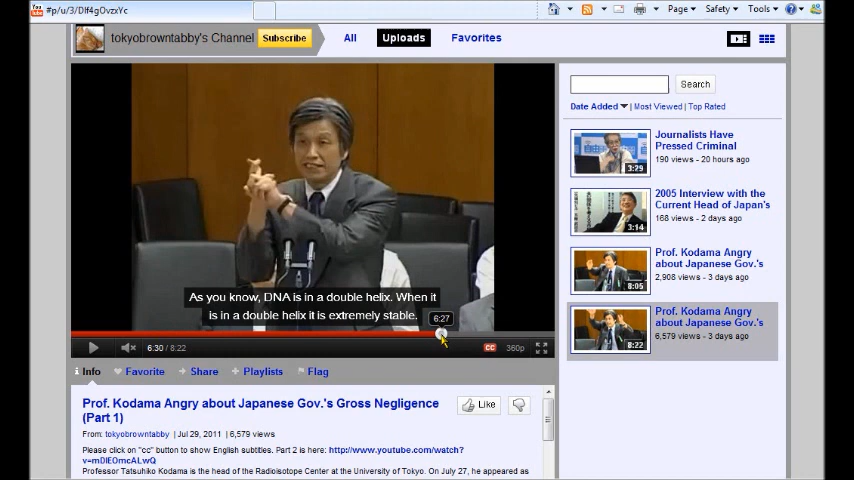 #p/u/3/DIf4gOvzxYc
Page Safety Tools
tokyobrowntabby's Channel Subscribe All Uploads Favorites
Search
Date Added Most Viewed | Top Rated
Journalists Have
Pressed Criminal
190 views - 20 hours ago
3:29
2005 Interview with the
Current Head of Japan's
168 views - 2 days ago
3:14
Prof. Kodama Angry
about Japanese Gov.'s
2,908 views - 3 days ago
8:05
Prof. Kodama Angry
about Japanese Gov.'s
6,579 views - 3 days ago
8:22
As you know, DNA is in a double helix. When it
is in a double helix it is extremely stable.
6:27
6:30 / 8:22 CC 360p
Info Favorite Share Playlists Flag
Prof. Kodama Angry about Japanese Gov.'s Gross Negligence
(Part 1)
Like
From: tokyobrowntabby | Jul 29, 2011 | 6,579 views
Please click on "cc" button to show English subtitles. Part 2 is here: http://www.youtube.com/watch?
v=mDlEOmcALwQ
Professor Tatsuhiko Kodama is the head of the Radioisotope Center at the University of Tokyo. On July 27, he appeared as